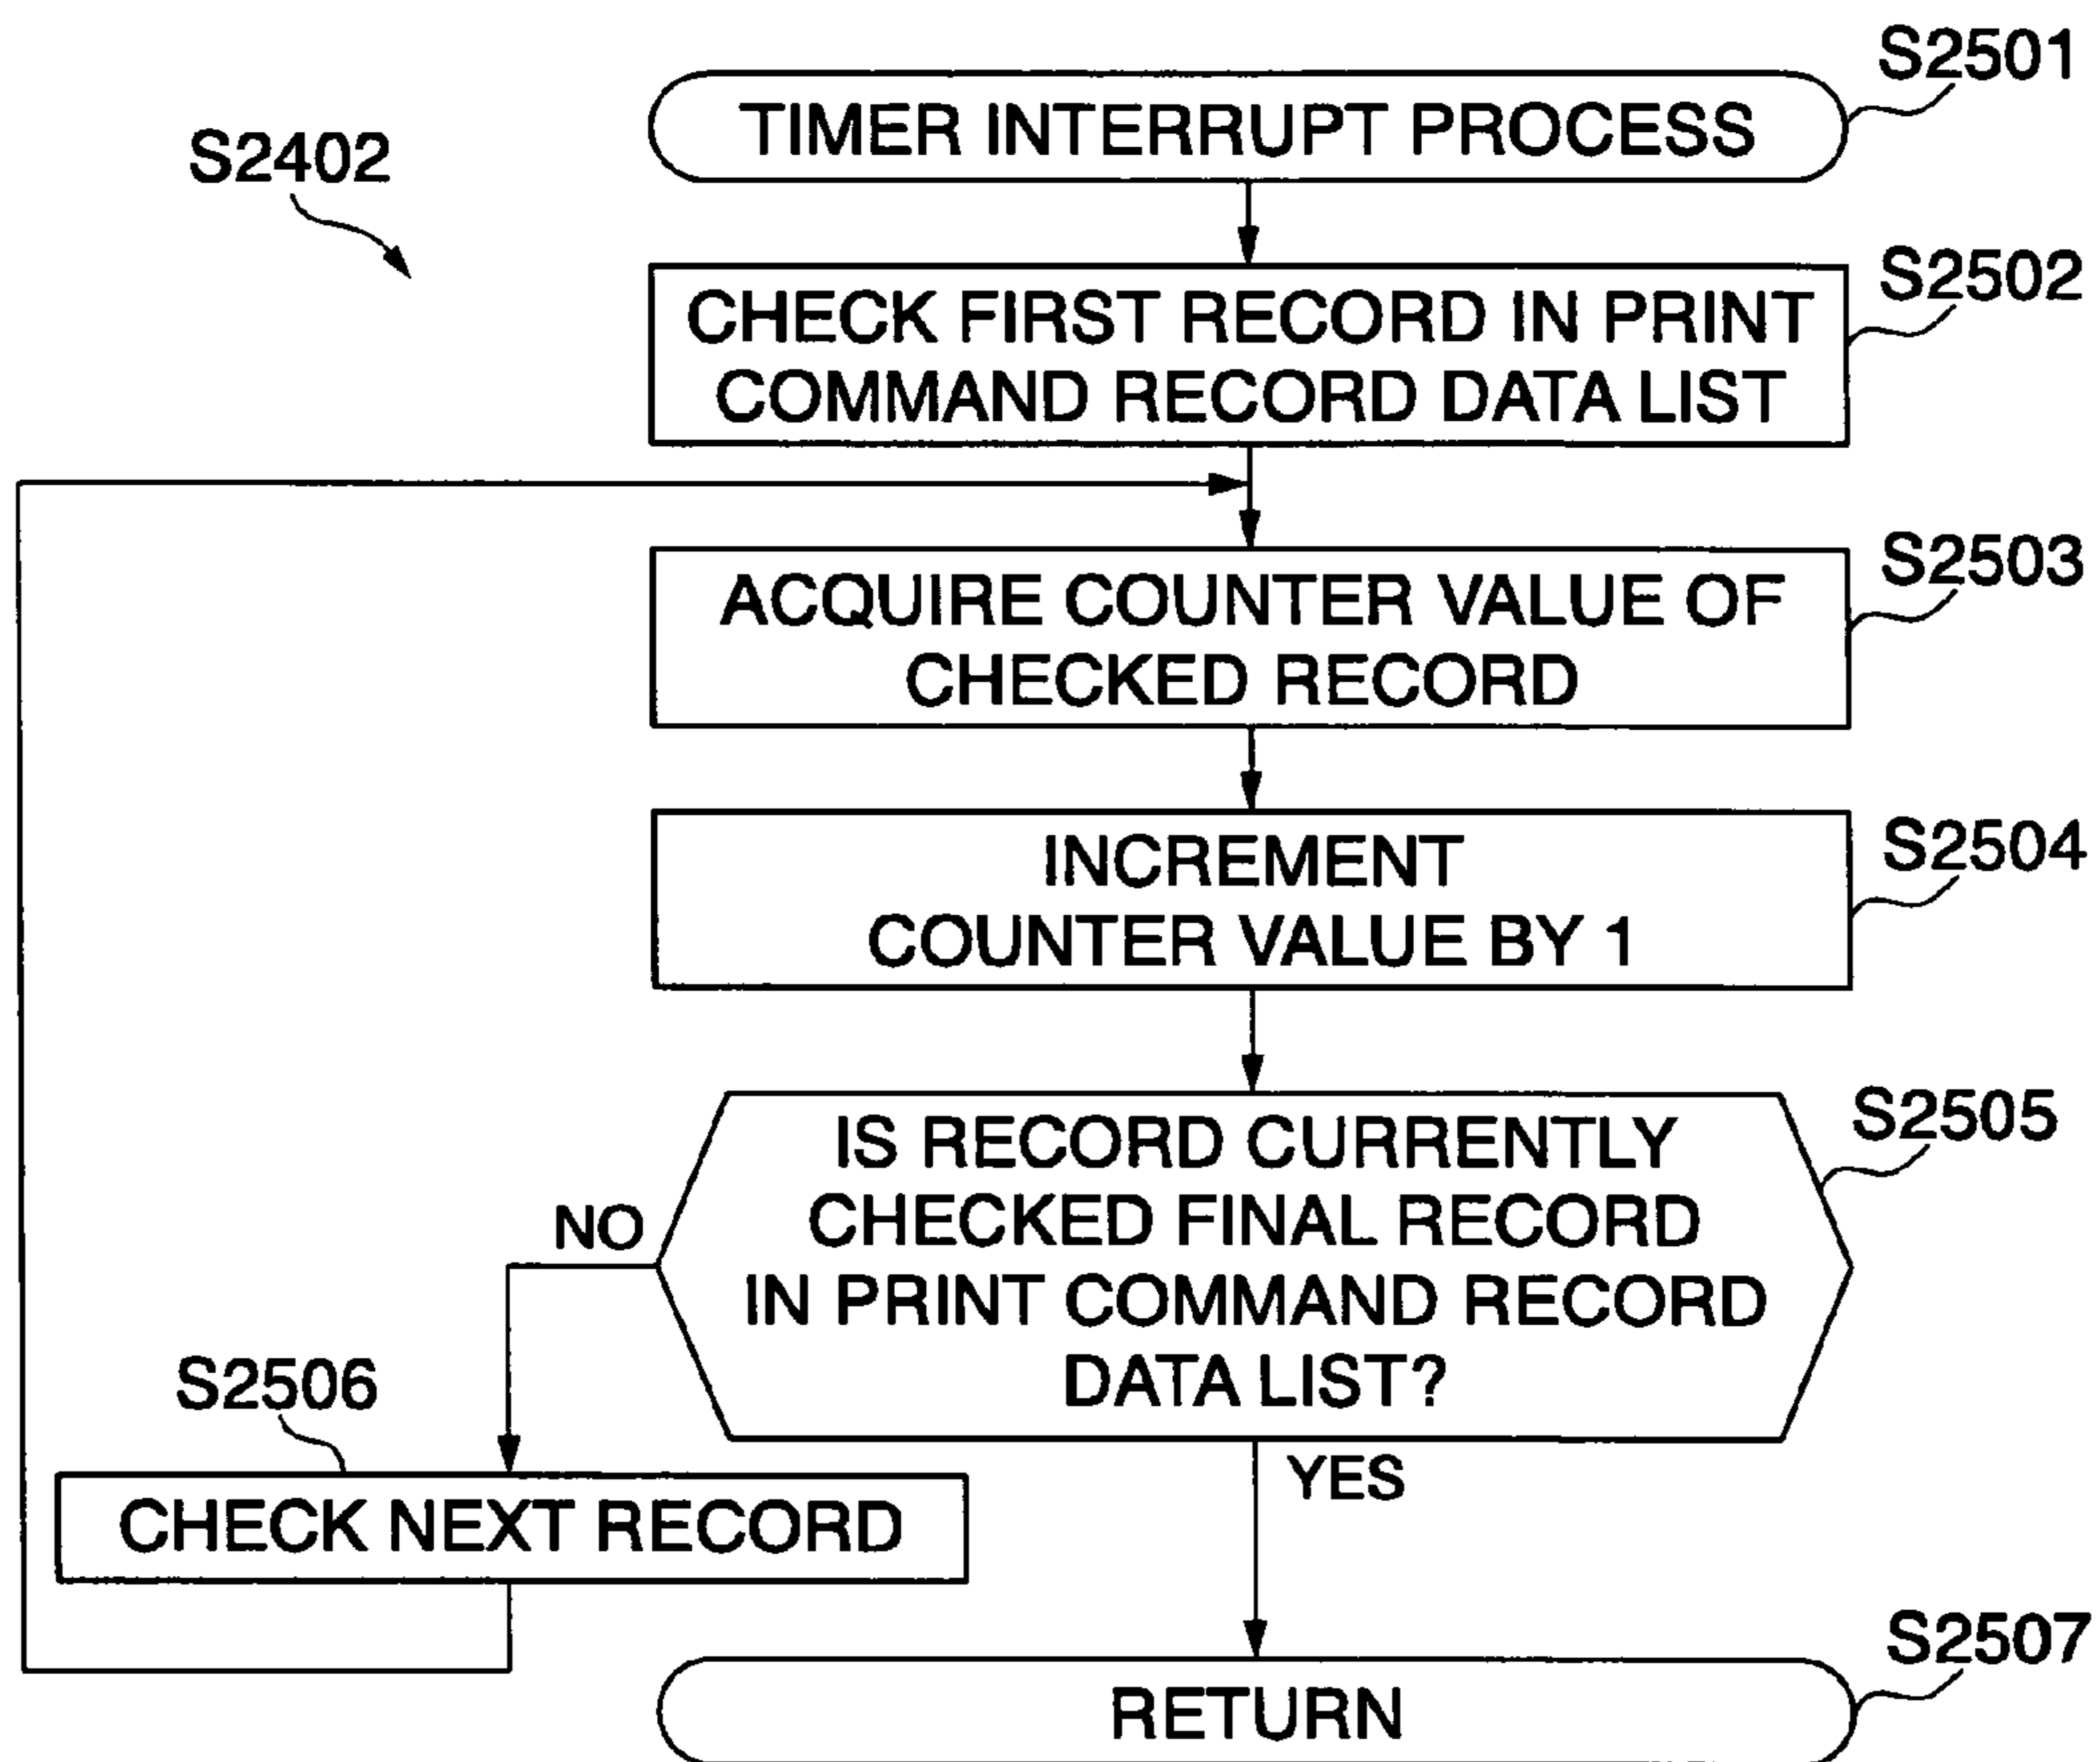 S2501
TIMER INTERRUPT PROCESS
S2402
S2502
CHECK FIRST RECORD IN PRINT
COMMAND RECORD DATA LIST
S2503
ACQUIRE COUNTER VALUE OF
CHECKED RECORD
S2504
INCREMENT
COUNTER VALUE BY 1
S2505
IS RECORD CURRENTLY
CHECKED FINAL RECORD
IN PRINT COMMAND RECORD
DATA LIST?
NO
YES
S2506
CHECK NEXT RECORD
S2507
RETURN